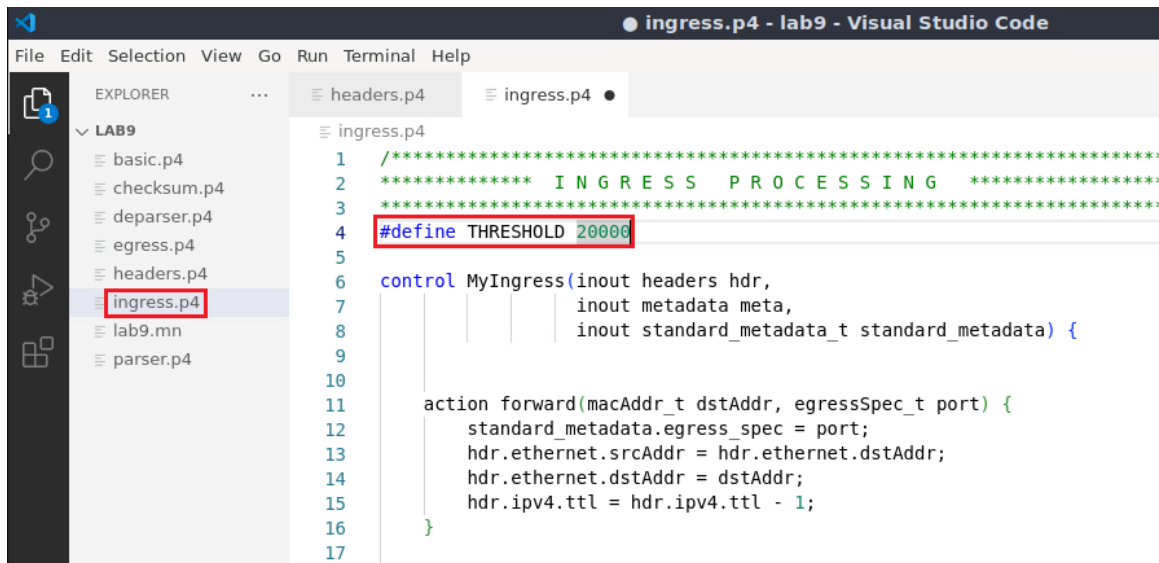 ● ingress.p4 - lab9 - Visual Studio Code
File Edit Selection View Go Run Terminal Help
EXPLORER ...
headers.p4
ingress.p4 ●
1
LAB9
basic.p4
checksum.p4
deparser.p4
egress.p4
headers.p4
ingress.p4
lab9.mn
parser.p4
ingress.p4
1 /***********************************************************************
2 ************** I N G R E S S   P R O C E S S I N G   ******************
3 ************************************************************************
4 #define THRESHOLD 20000
5
6 control MyIngress(inout headers hdr,
7                   inout metadata meta,
8                   inout standard_metadata_t standard_metadata) {
9
10
11     action forward(macAddr_t dstAddr, egressSpec_t port) {
12         standard_metadata.egress_spec = port;
13         hdr.ethernet.srcAddr = hdr.ethernet.dstAddr;
14         hdr.ethernet.dstAddr = dstAddr;
15         hdr.ipv4.ttl = hdr.ipv4.ttl - 1;
16     }
17